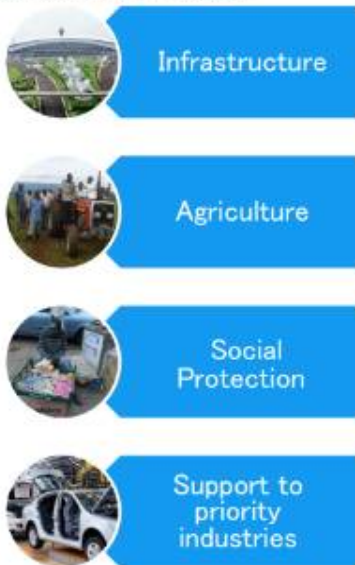 Infrastructure
Agriculture
Social
Protection
Support to
priority
industries